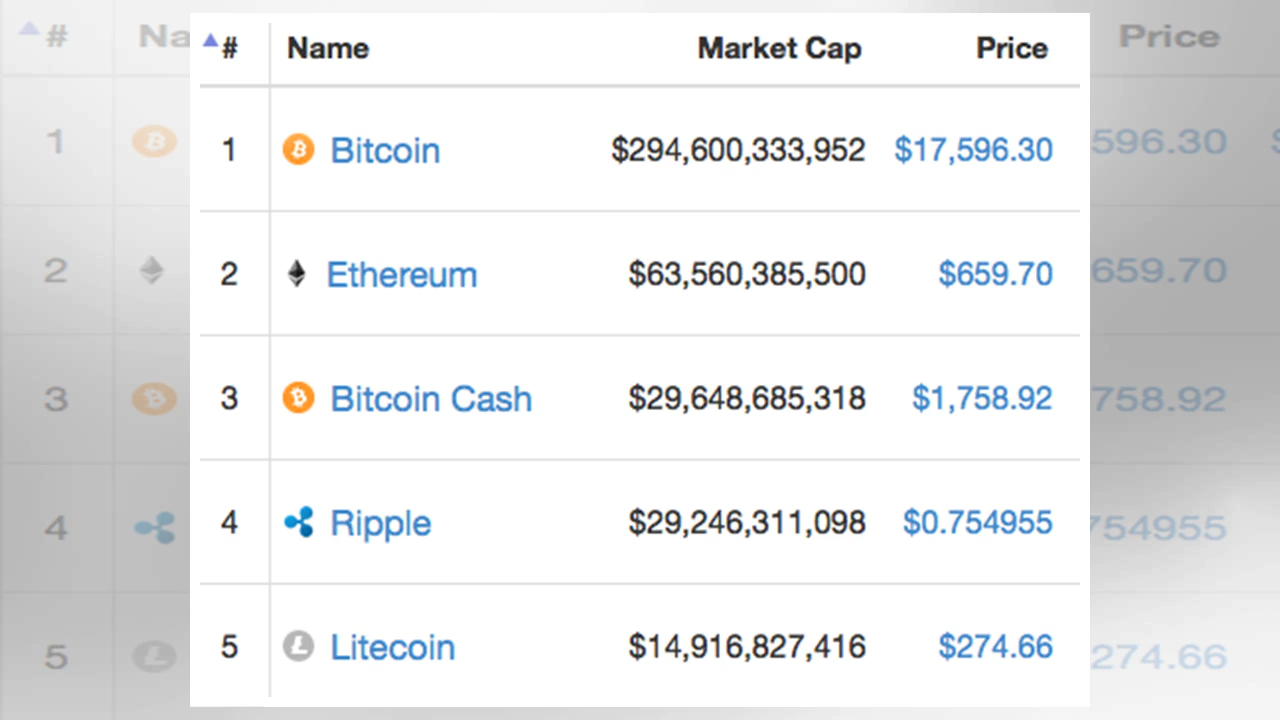 # Name Market Cap Price
1 Bitcoin $294,600,333,952 $17,596.30
2 Ethereum $63,560,385,500 $659.70
3 Bitcoin Cash $29,648,685,318 $1,758.92
4 Ripple $29,246,311,098 $0.754955
5 Litecoin $14,916,827,416 $274.66